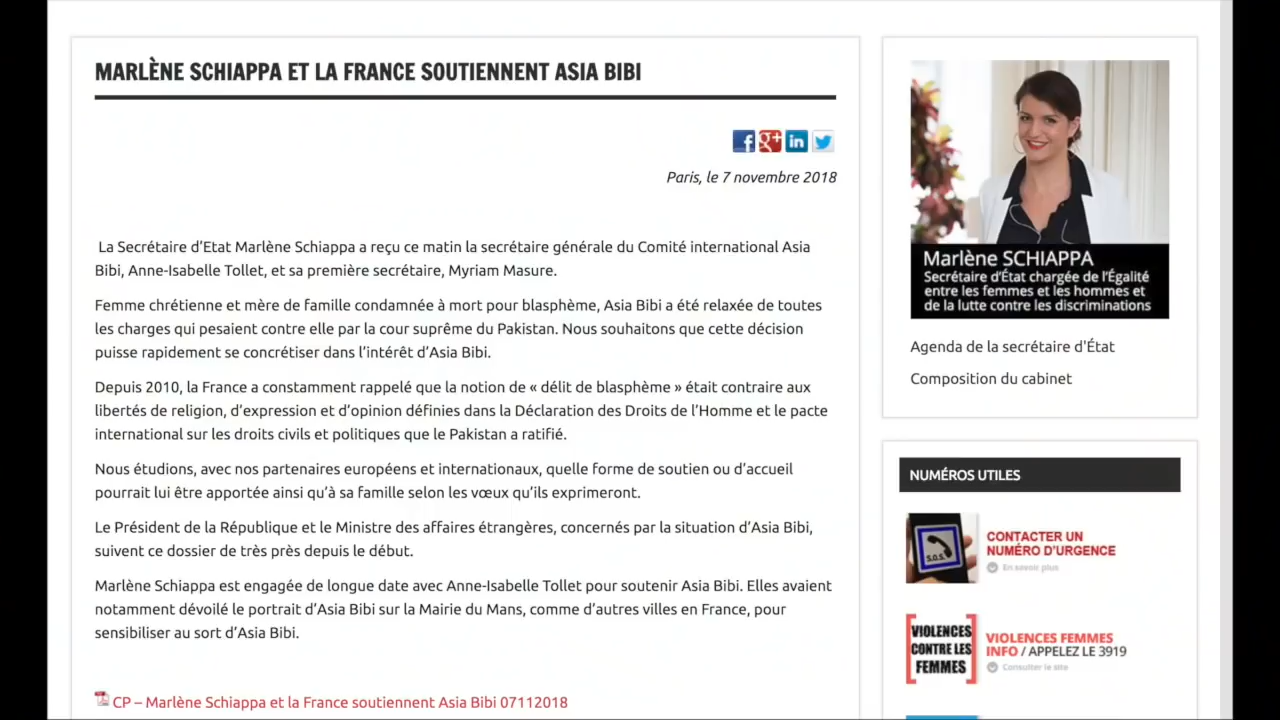 MARLÈNE SCHIAPPA ET LA FRANCE SOUTIENNENT ASIA BIBI
f g+ in
Paris, le 7 novembre 2018
La Secrétaire d’Etat Marlène Schiappa a reçu ce matin la secrétaire générale du Comité international Asia
Bibi, Anne-Isabelle Tollet, et sa première secrétaire, Myriam Masure.
Femme chrétienne et mère de famille condamnée à mort pour blasphème, Asia Bibi a été relaxée de toutes
les charges qui pesaient contre elle par la cour suprême du Pakistan. Nous souhaitons que cette décision
puisse rapidement se concrétiser dans l’intérêt d’Asia Bibi.
Depuis 2010, la France a constamment rappelé que la notion de « délit de blasphème » était contraire aux
libertés de religion, d’expression et d’opinion définies dans la Déclaration des Droits de l’Homme et le pacte
international sur les droits civils et politiques que le Pakistan a ratifié.
Nous étudions, avec nos partenaires européens et internationaux, quelle forme de soutien ou d’accueil
pourrait lui être apportée ainsi qu’à sa famille selon les vœux qu’ils exprimeront.
Le Président de la République et le Ministre des affaires étrangères, concernés par la situation d’Asia Bibi,
suivent ce dossier de très près depuis le début.
Marlène Schiappa est engagée de longue date avec Anne-Isabelle Tollet pour soutenir Asia Bibi. Elles avaient
notamment dévoilé le portrait d’Asia Bibi sur la Mairie du Mans, comme d’autres villes en France, pour
sensibiliser au sort d’Asia Bibi.
CP – Marlène Schiappa et la France soutiennent Asia Bibi 07112018
Marlène SCHIAPPA
Secrétaire d’État chargée de l’Égalité
entre les femmes et les hommes et
de la lutte contre les discriminations
Agenda de la secrétaire d'État
Composition du cabinet
NUMÉROS UTILES
S.O.S.
CONTACTER UN
NUMÉRO D’URGENCE
En savoir plus
VIOLENCES
CONTRE LES
FEMMES
VIOLENCES FEMMES
INFO / APPELEZ LE 3919
Consulter le site